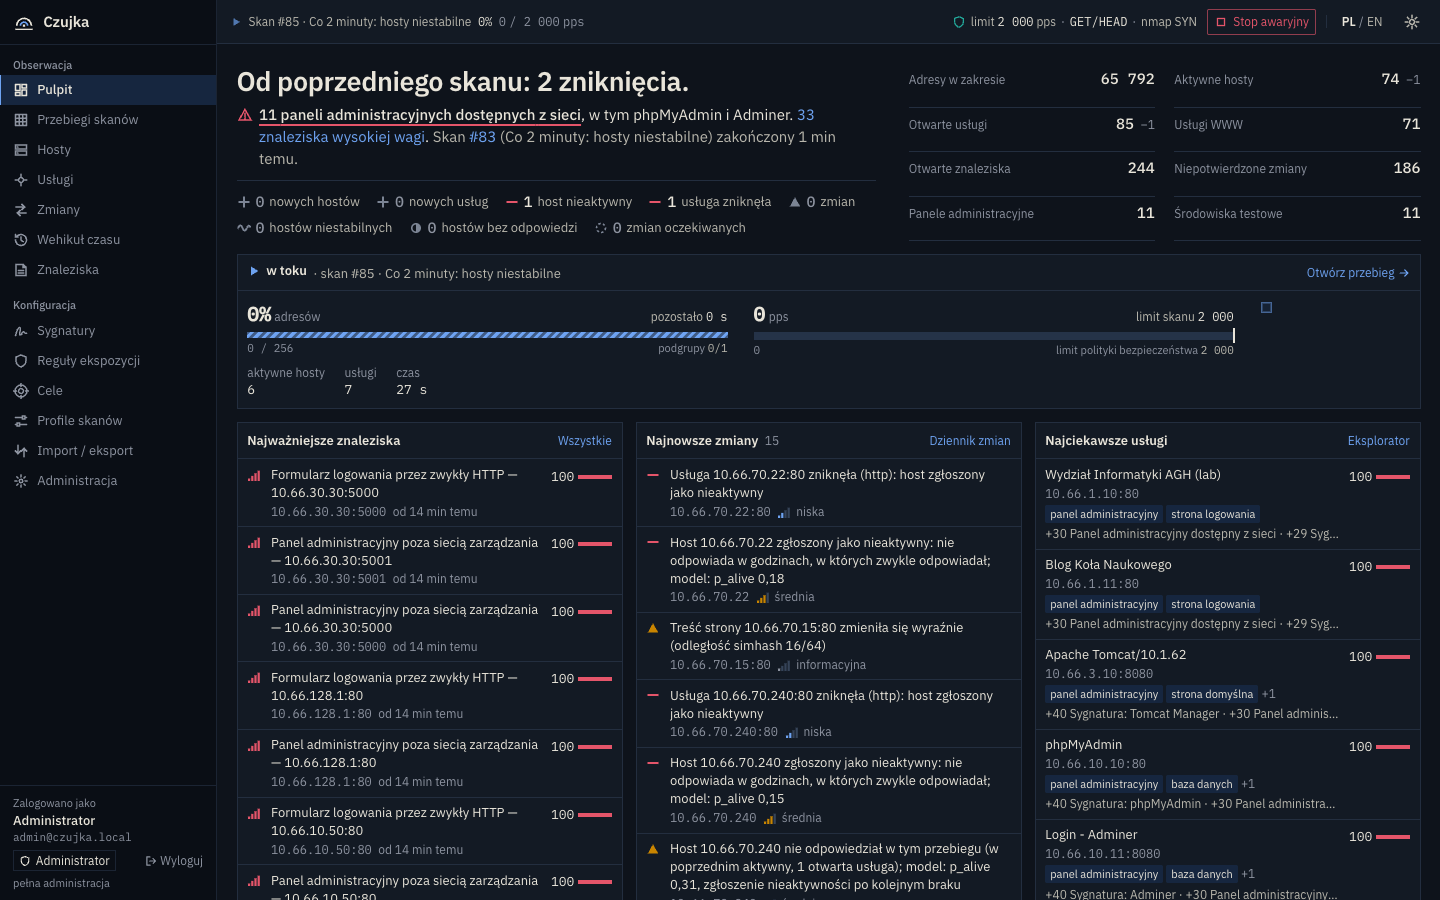 Czujka
Skan #85 · Co 2 minuty: hosty niestabilne 0% 0 / 2 000 pps
limit 2 000 pps · GET/HEAD · nmap SYN
Stop awaryjny
PL / EN
Obserwacja
Pulpit
Przebiegi skanów
Hosty
Usługi
Zmiany
Wehikuł czasu
Znaleziska
Konfiguracja
Sygnatury
Reguły ekspozycji
Cele
Profile skanów
Import / eksport
Administracja
Zalogowano jako
Administrator
admin@czujka.local
Administrator
Wyloguj
pełna administracja
Od poprzedniego skanu: 2 zniknięcia.
11 paneli administracyjnych dostępnych z sieci, w tym phpMyAdmin i Adminer. 33
znaleziska wysokiej wagi. Skan #83 (Co 2 minuty: hosty niestabilne) zakończony 1 min
temu.
0 nowych hostów
0 nowych usług
1 host nieaktywny
1 usługa zniknęła
0 zmian
0 hostów niestabilnych
0 hostów bez odpowiedzi
0 zmian oczekiwanych
Adresy w zakresie 65 792
Aktywne hosty 74 −1
Otwarte usługi 85 −1
Usługi WWW 71
Otwarte znaleziska 244
Niepotwierdzone zmiany 186
Panele administracyjne 11
Środowiska testowe 11
w toku · skan #85 · Co 2 minuty: hosty niestabilne
Otwórz przebieg →
0% adresów
pozostało 0 s
0 / 256
podgrupy 0/1
0 pps
limit skanu 2 000
0
limit polityki bezpieczeństwa 2 000
aktywne hosty
6
usługi
7
czas
27 s
Najważniejsze znaleziska
Wszystkie
Formularz logowania przez zwykły HTTP —
10.66.30.30:5000
100
10.66.30.30:5000 od 14 min temu
Panel administracyjny poza siecią zarządzania
— 10.66.30.30:5001
100
10.66.30.30:5001 od 14 min temu
Panel administracyjny poza siecią zarządzania
— 10.66.30.30:5000
100
10.66.30.30:5000 od 14 min temu
Formularz logowania przez zwykły HTTP —
10.66.128.1:80
100
10.66.128.1:80 od 14 min temu
Panel administracyjny poza siecią zarządzania
— 10.66.128.1:80
100
10.66.128.1:80 od 14 min temu
Formularz logowania przez zwykły HTTP —
10.66.10.50:80
100
10.66.10.50:80 od 14 min temu
Panel administracyjny poza siecią zarządzania
— 10.66.10.50:80
100
Najnowsze zmiany 15
Dziennik zmian
Usługa 10.66.70.22:80 zniknęła (http): host zgłoszony
jako nieaktywny
10.66.70.22:80 niska
Host 10.66.70.22 zgłoszony jako nieaktywny: nie
odpowiada w godzinach, w których zwykle odpowiadał;
model: p_alive 0,18
10.66.70.22 średnia
Treść strony 10.66.70.15:80 zmieniła się wyraźnie
(odległość simhash 16/64)
10.66.70.15:80 informacyjna
Usługa 10.66.70.240:80 zniknęła (http): host zgłoszony
jako nieaktywny
10.66.70.240:80 niska
Host 10.66.70.240 zgłoszony jako nieaktywny: nie
odpowiada w godzinach, w których zwykle odpowiadał;
model: p_alive 0,15
10.66.70.240 średnia
Host 10.66.70.240 nie odpowiedział w tym przebiegu (w
poprzednim aktywny, 1 otwarta usługa); model: p_alive
0,31, zgłoszenie nieaktywności po kolejnym braku
Najciekawsze usługi
Eksplorator
Wydział Informatyki AGH (lab)
100
10.66.1.10:80
panel administracyjny
strona logowania
+30 Panel administracyjny dostępny z sieci · +29 Syg…
Blog Koła Naukowego
100
10.66.1.11:80
panel administracyjny
strona logowania
+30 Panel administracyjny dostępny z sieci · +29 Syg…
Apache Tomcat/10.1.62
100
10.66.3.10:8080
panel administracyjny
strona domyślna
+1
+40 Sygnatura: Tomcat Manager · +30 Panel adminis…
phpMyAdmin
100
10.66.10.10:80
panel administracyjny
baza danych
+1
+40 Sygnatura: phpMyAdmin · +30 Panel administra…
Login - Adminer
100
10.66.10.11:8080
panel administracyjny
baza danych
+1
+40 Sygnatura: Adminer · +30 Panel administracyjny…